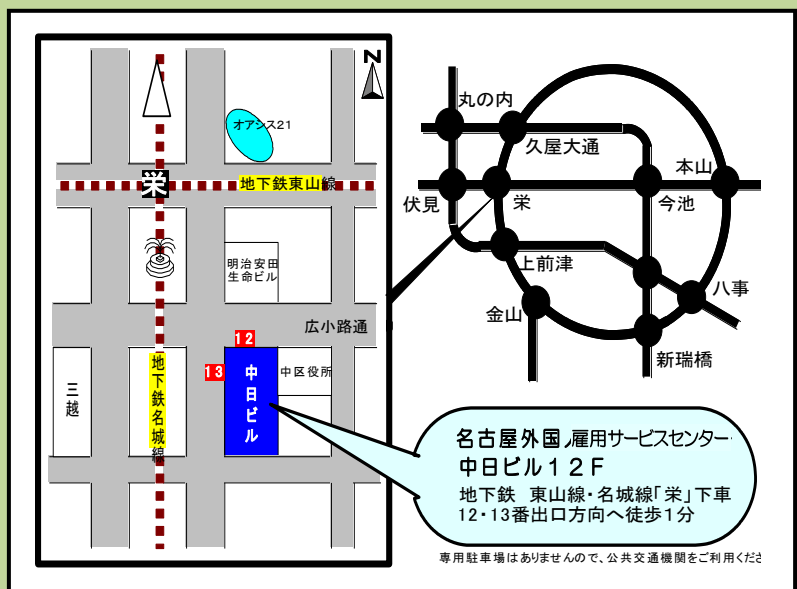 N
オアシス21
栄
地下鉄東山線
明治安田
生命ビル
広小路通
12
13
中日ビル
中区役所
三越
地下鉄名城線
丸の内
久屋大通
本山
伏見
栄
今池
上前津
八事
金山
新瑞橋
名古屋外国 雇用サービスセンター
中日ビル12F
地下鉄 東山線・名城線「栄」下車
12・13番出口方向へ徒歩1分
専用駐車場はありませんので、公共交通機関をご利用くださ